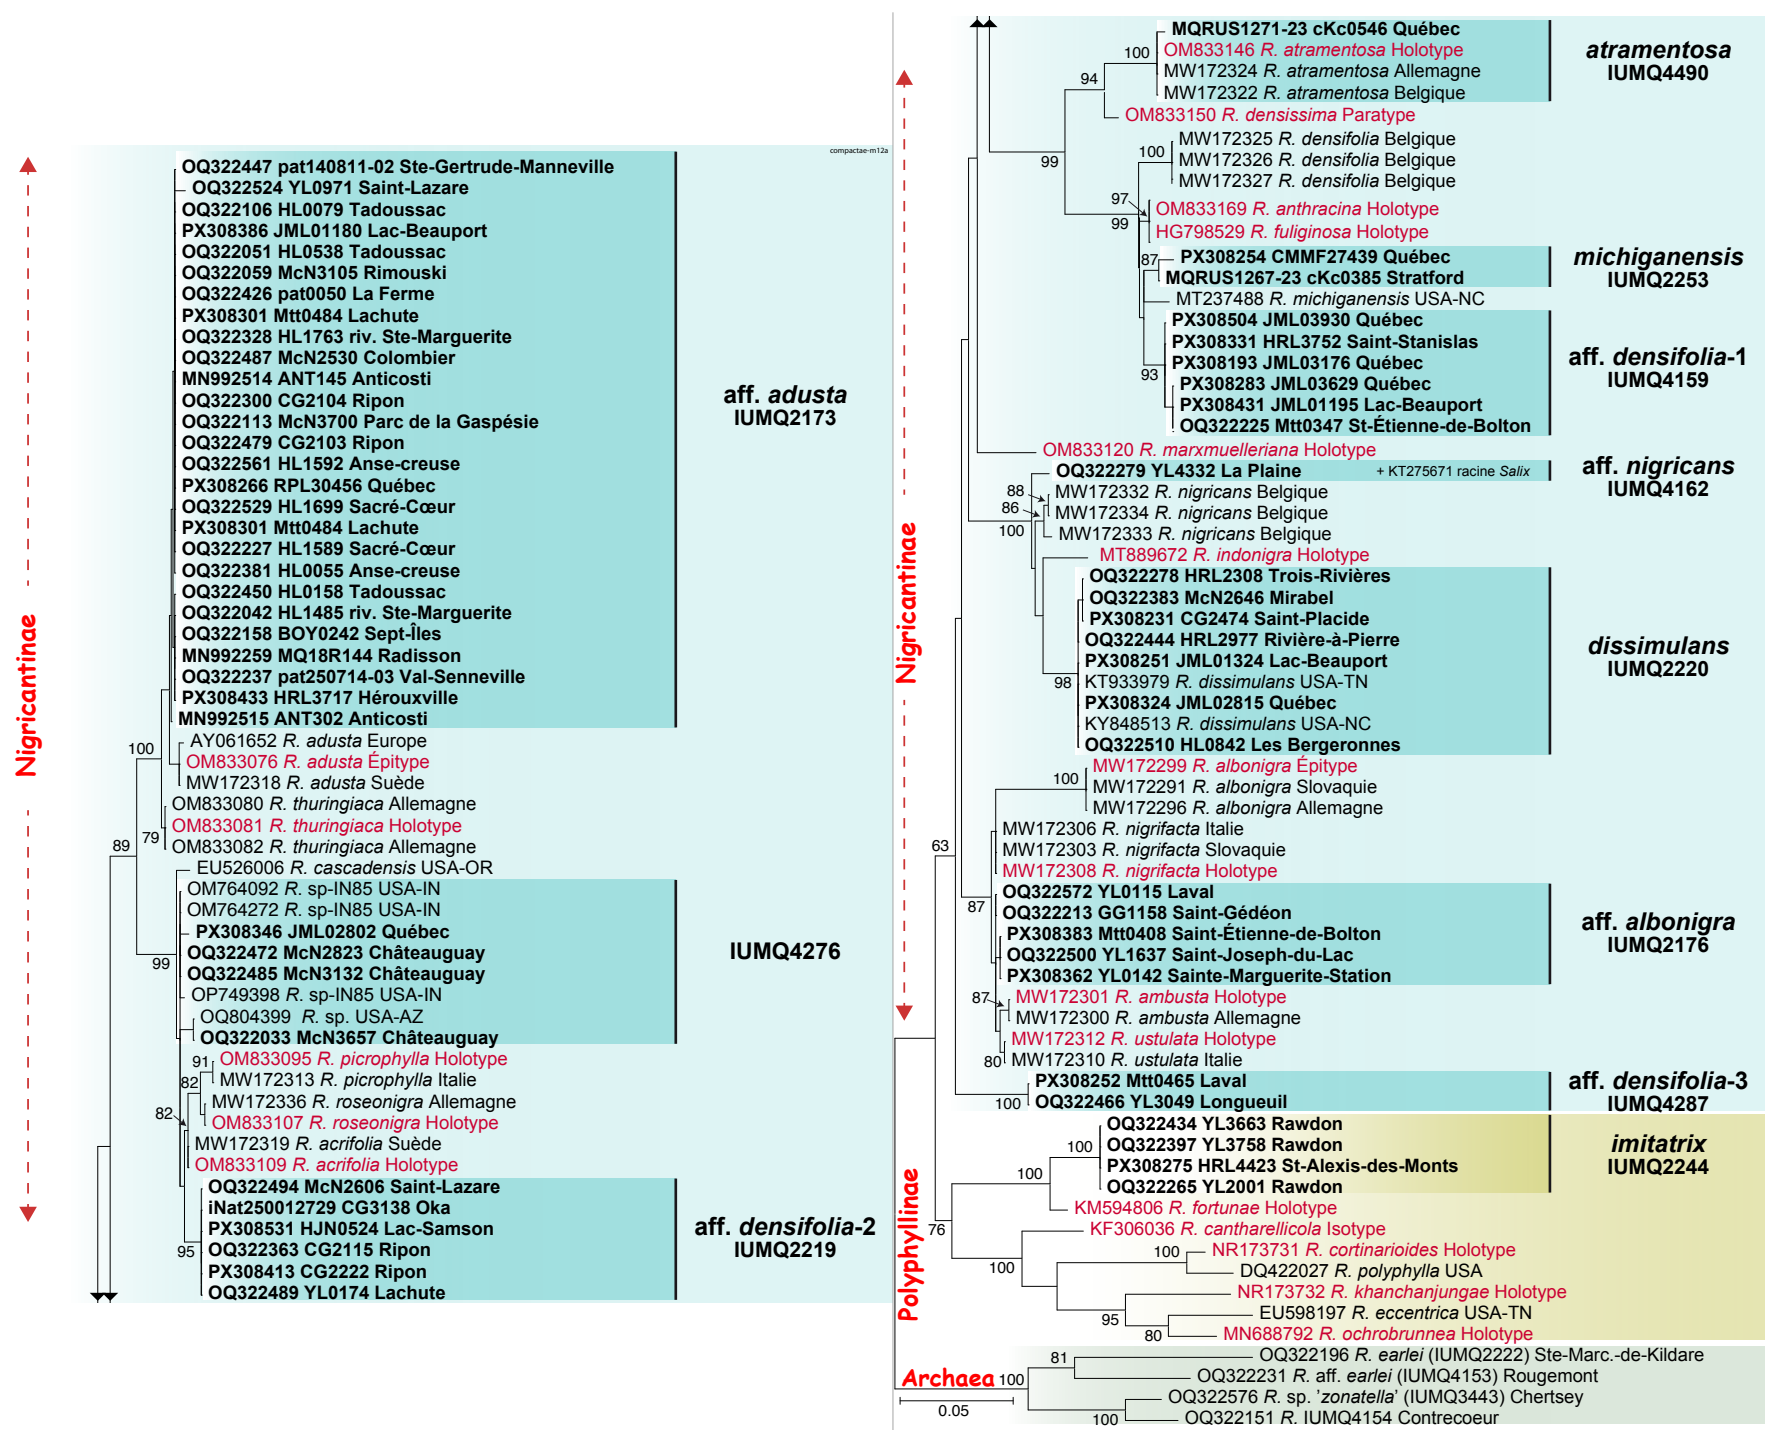 compactae-m12a
Nigricantinae
OQ322447 pat140811-02 Ste-Gertrude-Manneville
OQ322524 YL0971 Saint-Lazare
OQ322106 HL0079 Tadoussac
PX308386 JML01180 Lac-Beauport
OQ322051 HL0538 Tadoussac
OQ322059 McN3105 Rimouski
OQ322426 pat0050 La Ferme
PX308301 Mtt0484 Lachute
OQ322328 HL1763 riv. Ste-Marguerite
OQ322487 McN2530 Colombier
MN992514 ANT145 Anticosti
OQ322300 CG2104 Ripon
OQ322113 McN3700 Parc de la Gaspésie
OQ322479 CG2103 Ripon
OQ322561 HL1592 Anse-creuse
PX308266 RPL30456 Québec
OQ322529 HL1699 Sacré-Cœur
PX308301 Mtt0484 Lachute
OQ322227 HL1589 Sacré-Cœur
OQ322381 HL0055 Anse-creuse
OQ322450 HL0158 Tadoussac
OQ322042 HL1485 riv. Ste-Marguerite
OQ322158 BOY0242 Sept-Îles
MN992259 MQ18R144 Radisson
OQ322237 pat250714-03 Val-Senneville
PX308433 HRL3717 Hérouxville
MN992515 ANT302 Anticosti
aff. adusta
IUMQ2173
100
AY061652 R. adusta Europe
OM833076 R. adusta Épitype
MW172318 R. adusta Suède
OM833080 R. thuringiaca Allemagne
OM833081 R. thuringiaca Holotype
OM833082 R. thuringiaca Allemagne
79
89
EU526006 R. cascadensis USA-OR
OM764092 R. sp-IN85 USA-IN
OM764272 R. sp-IN85 USA-IN
PX308346 JML02802 Québec
OQ322472 McN2823 Châteauguay
OQ322485 McN3132 Châteauguay
OP749398 R. sp-IN85 USA-IN
OQ804399 R. sp. USA-AZ
OQ322033 McN3657 Châteauguay
IUMQ4276
99
91
OM833095 R. picrophylla Holotype
MW172313 R. picrophylla Italie
82
MW172336 R. roseonigra Allemagne
OM833107 R. roseonigra Holotype
82
MW172319 R. acrifolia Suède
OM833109 R. acrifolia Holotype
OQ322494 McN2606 Saint-Lazare
iNat250012729 CG3138 Oka
PX308531 HJN0524 Lac-Samson
OQ322363 CG2115 Ripon
PX308413 CG2222 Ripon
OQ322489 YL0174 Lachute
95
aff. densifolia-2
IUMQ2219
Nigricantinae
MQRUS1271-23 cKc0546 Québec
OM833146 R. atramentosa Holotype
MW172324 R. atramentosa Allemagne
MW172322 R. atramentosa Belgique
100
atramentosa
IUMQ4490
94
OM833150 R. densissima Paratype
MW172325 R. densifolia Belgique
MW172326 R. densifolia Belgique
MW172327 R. densifolia Belgique
100
99
97
OM833169 R. anthracina Holotype
HG798529 R. fuliginosa Holotype
99
87
PX308254 CMMF27439 Québec
MQRUS1267-23 cKc0385 Stratford
michiganensis
IUMQ2253
MT237488 R. michiganensis USA-NC
PX308504 JML03930 Québec
PX308331 HRL3752 Saint-Stanislas
PX308193 JML03176 Québec
PX308283 JML03629 Québec
PX308431 JML01195 Lac-Beauport
OQ322225 Mtt0347 St-Étienne-de-Bolton
93
aff. densifolia-1
IUMQ4159
OM833120 R. marxmuelleriana Holotype
OQ322279 YL4332 La Plaine
+ KT275671 racine Salix
aff. nigricans
IUMQ4162
88
MW172332 R. nigricans Belgique
86
MW172334 R. nigricans Belgique
100
MW172333 R. nigricans Belgique
MT889672 R. indonigra Holotype
OQ322278 HRL2308 Trois-Rivières
OQ322383 McN2646 Mirabel
PX308231 CG2474 Saint-Placide
OQ322444 HRL2977 Rivière-à-Pierre
PX308251 JML01324 Lac-Beauport
98
KT933979 R. dissimulans USA-TN
PX308324 JML02815 Québec
KY848513 R. dissimulans USA-NC
OQ322510 HL0842 Les Bergeronnes
dissimulans
IUMQ2220
MW172299 R. albonigra Épitype
100
MW172291 R. albonigra Slovaquie
MW172296 R. albonigra Allemagne
MW172306 R. nigrifacta Italie
MW172303 R. nigrifacta Slovaquie
MW172308 R. nigrifacta Holotype
63
OQ322572 YL0115 Laval
OQ322213 GG1158 Saint-Gédéon
PX308383 Mtt0408 Saint-Étienne-de-Bolton
OQ322500 YL1637 Saint-Joseph-du-Lac
PX308362 YL0142 Sainte-Marguerite-Station
87
aff. albonigra
IUMQ2176
87
MW172301 R. ambusta Holotype
MW172300 R. ambusta Allemagne
MW172312 R. ustulata Holotype
80
MW172310 R. ustulata Italie
PX308252 Mtt0465 Laval
OQ322466 YL3049 Longueuil
100
aff. densifolia-3
IUMQ4287
Polyphyllinae
OQ322434 YL3663 Rawdon
OQ322397 YL3758 Rawdon
PX308275 HRL4423 St-Alexis-des-Monts
OQ322265 YL2001 Rawdon
100
imitatrix
IUMQ2244
100
KM594806 R. fortunae Holotype
76
KF306036 R. cantharellicola Isotype
100
NR173731 R. cortinarioides Holotype
DQ422027 R. polyphylla USA
100
NR173732 R. khanchanjungae Holotype
95
EU598197 R. eccentrica USA-TN
80
MN688792 R. ochrobrunnea Holotype
Archaea
100
81
OQ322196 R. earlei (IUMQ2222) Ste-Marc.-de-Kildare
OQ322231 R. aff. earlei (IUMQ4153) Rougemont
OQ322576 R. sp. 'zonatella' (IUMQ3443) Chertsey
100
OQ322151 R. IUMQ4154 Contrecoeur
0.05